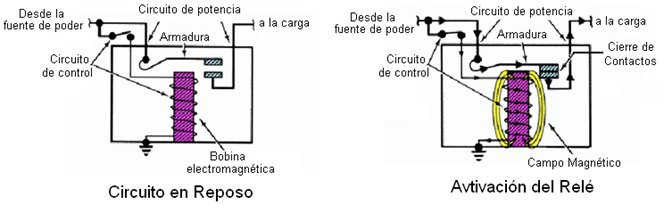 Desde la
fuente de poder
Circuito de potencia
a la carga
Armadura
Circuito
de control
Bobina
electromagnética
Circuito en Reposo
Desde la
fuente de poder
Circuito de potencia
a la carga
Armadura
Cierre de
Contactos
Circuito
de control
Campo Magnético
Avtivación del Relé